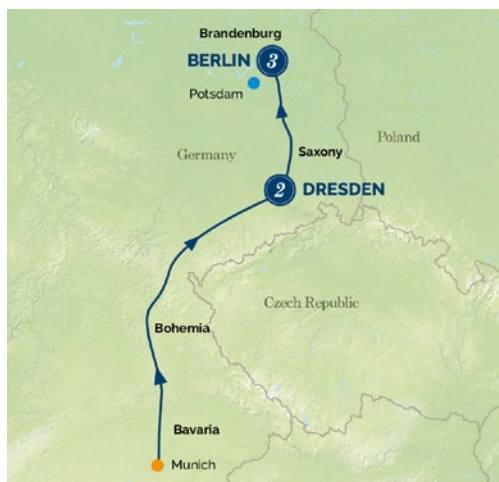 Brandenburg
BERLIN 3
Potsdam
Germany
Saxony
Poland
2 DRESDEN
Czech Republic
Bohemia
Bavaria
Munich